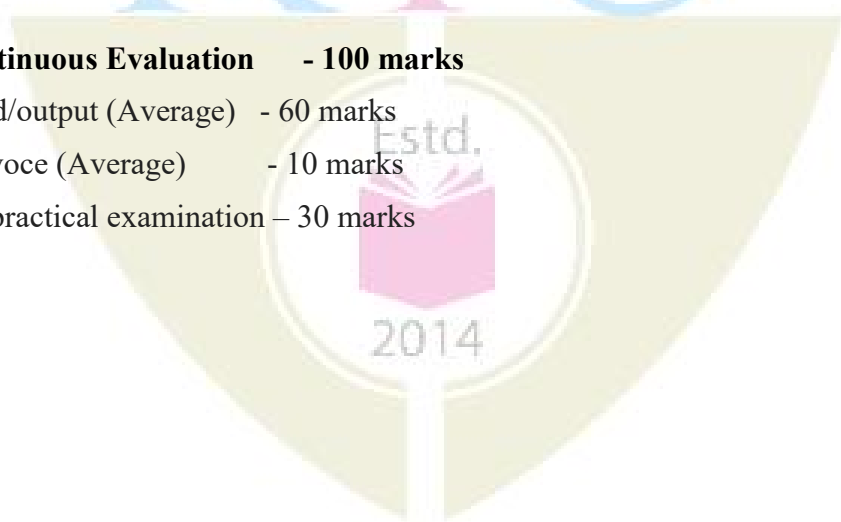 tinuous Evaluation - 100 marks
d/output (Average) - 60 marks
Estd.
voce (Average) - 10 marks
practical examination – 30 marks
2014